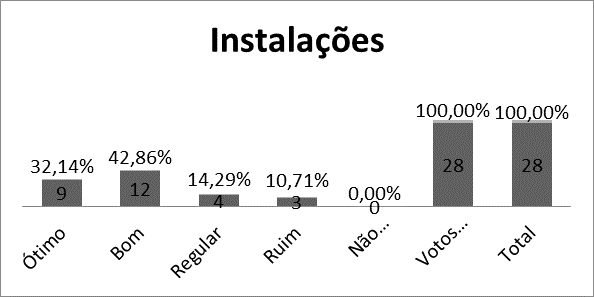 Instalações
100,00% 100,00%
32,14% 42,86% 14,29% 10,71% 0,00%
9 12 4 3 0 28 28
Ótimo Bom Regular Ruim Não... Votos... Total